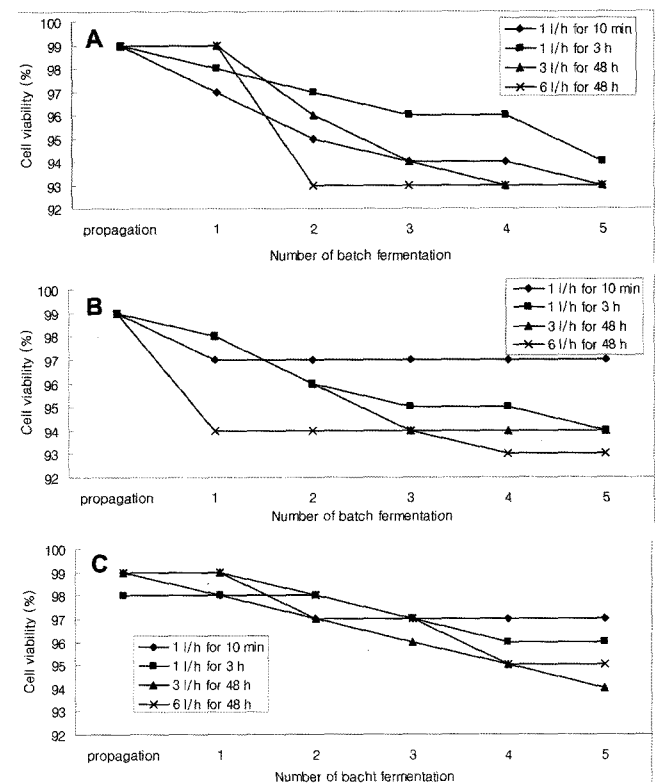 A
100
99
98
97
96
95
94
93
92
Cell viability (%)
1 l/h for 10 min
1 l/h for 3 h
3 l/h for 48 h
6 l/h for 48 h
propagation 1 2 3 4 5
Number of batch fermentation
B
100
99
98
97
96
95
94
93
92
Cell viability (%)
1 l/h for 10 min
1 l/h for 3 h
3 l/h for 48 h
6 l/h for 48 h
propagation 1 2 3 4 5
Number of batch fermentation
C
100
99
98
97
96
95
94
93
92
Cell viability (%)
1 l/h for 10 min
1 l/h for 3 h
3 l/h for 48 h
6 l/h for 48 h
propagation 1 2 3 4 5
Number of bacht fermentation